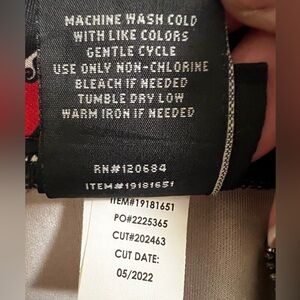 MACHINE WASH COLD
WITH LIKE COLORS
GENTLE CYCLE
USE ONLY NON-CHLORINE
BLEACH IF NEEDED
TUMBLE DRY LOW
WARM IRON IF NEEDED
RN#120684
ITEM#19181651
ITEM#19181651
PO#2225365
CUT#202463
CUT DATE:
05/2022